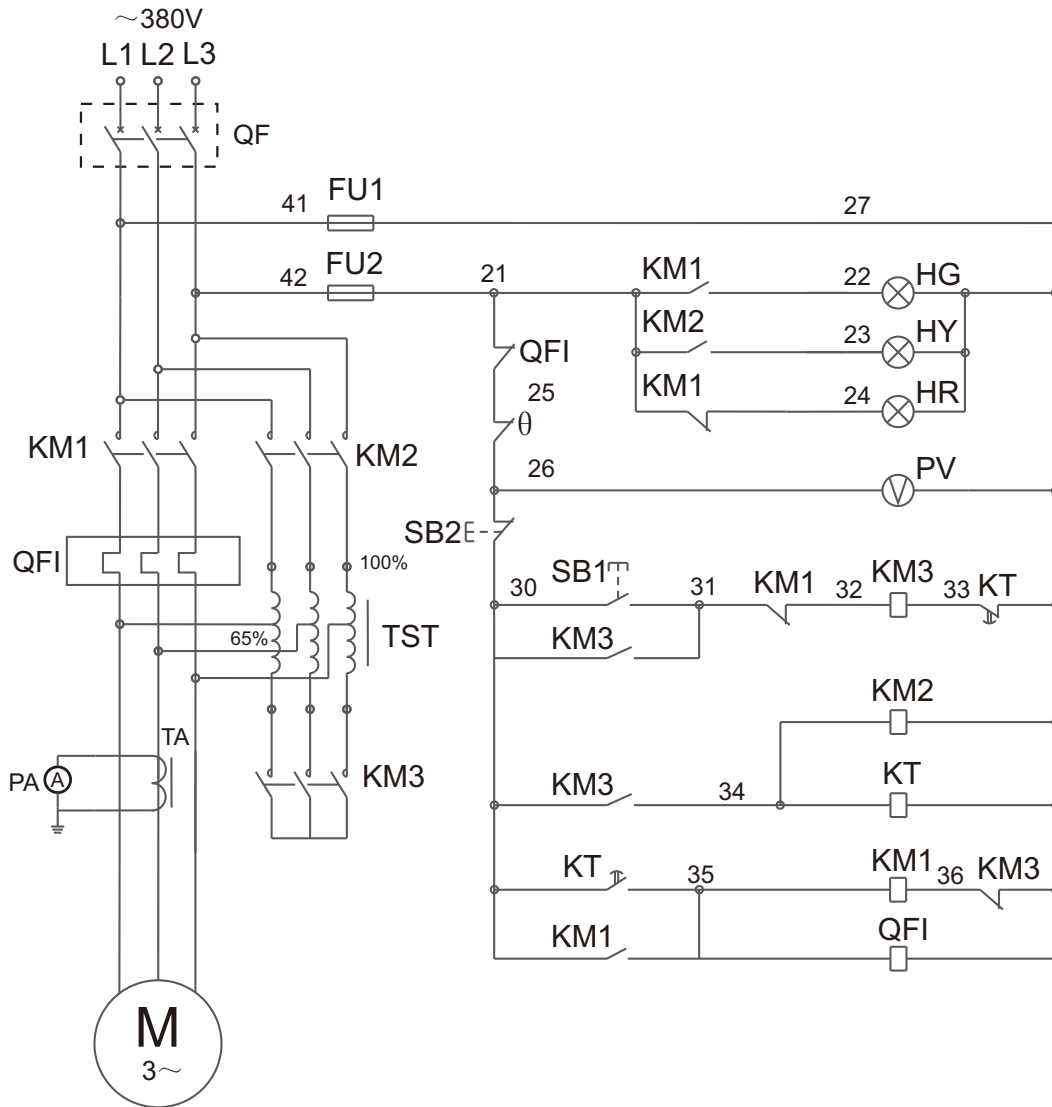 ～380V
L1 L2 L3
QF
41 FU1 27
42 FU2 21 KM1 22 HG
KM2 23 HY
QFI
25 KM1 24 HR
θ
KM1 KM2 26 PV
SB2
QFI 100%
30 SB1 31 KM1 32 KM3 33 KT
65% TST KM3
KM2
TA
PA A KM3 KM3 34 KT
KT 35 KM1 36 KM3
KM1 QFI
M
3～